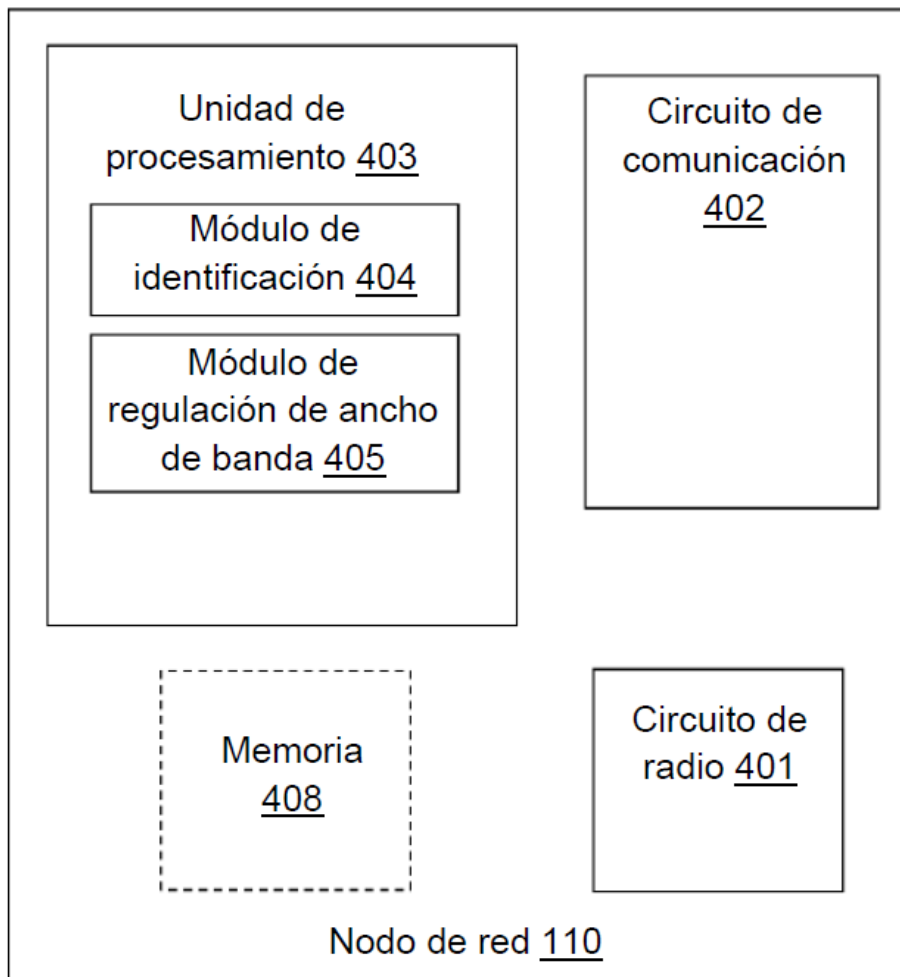 Unidad de
procesamiento 403
Módulo de
identificación 404
Módulo de
regulación de ancho
de banda 405
Circuito de
comunicación
402
Memoria
408
Circuito de
radio 401
Nodo de red 110